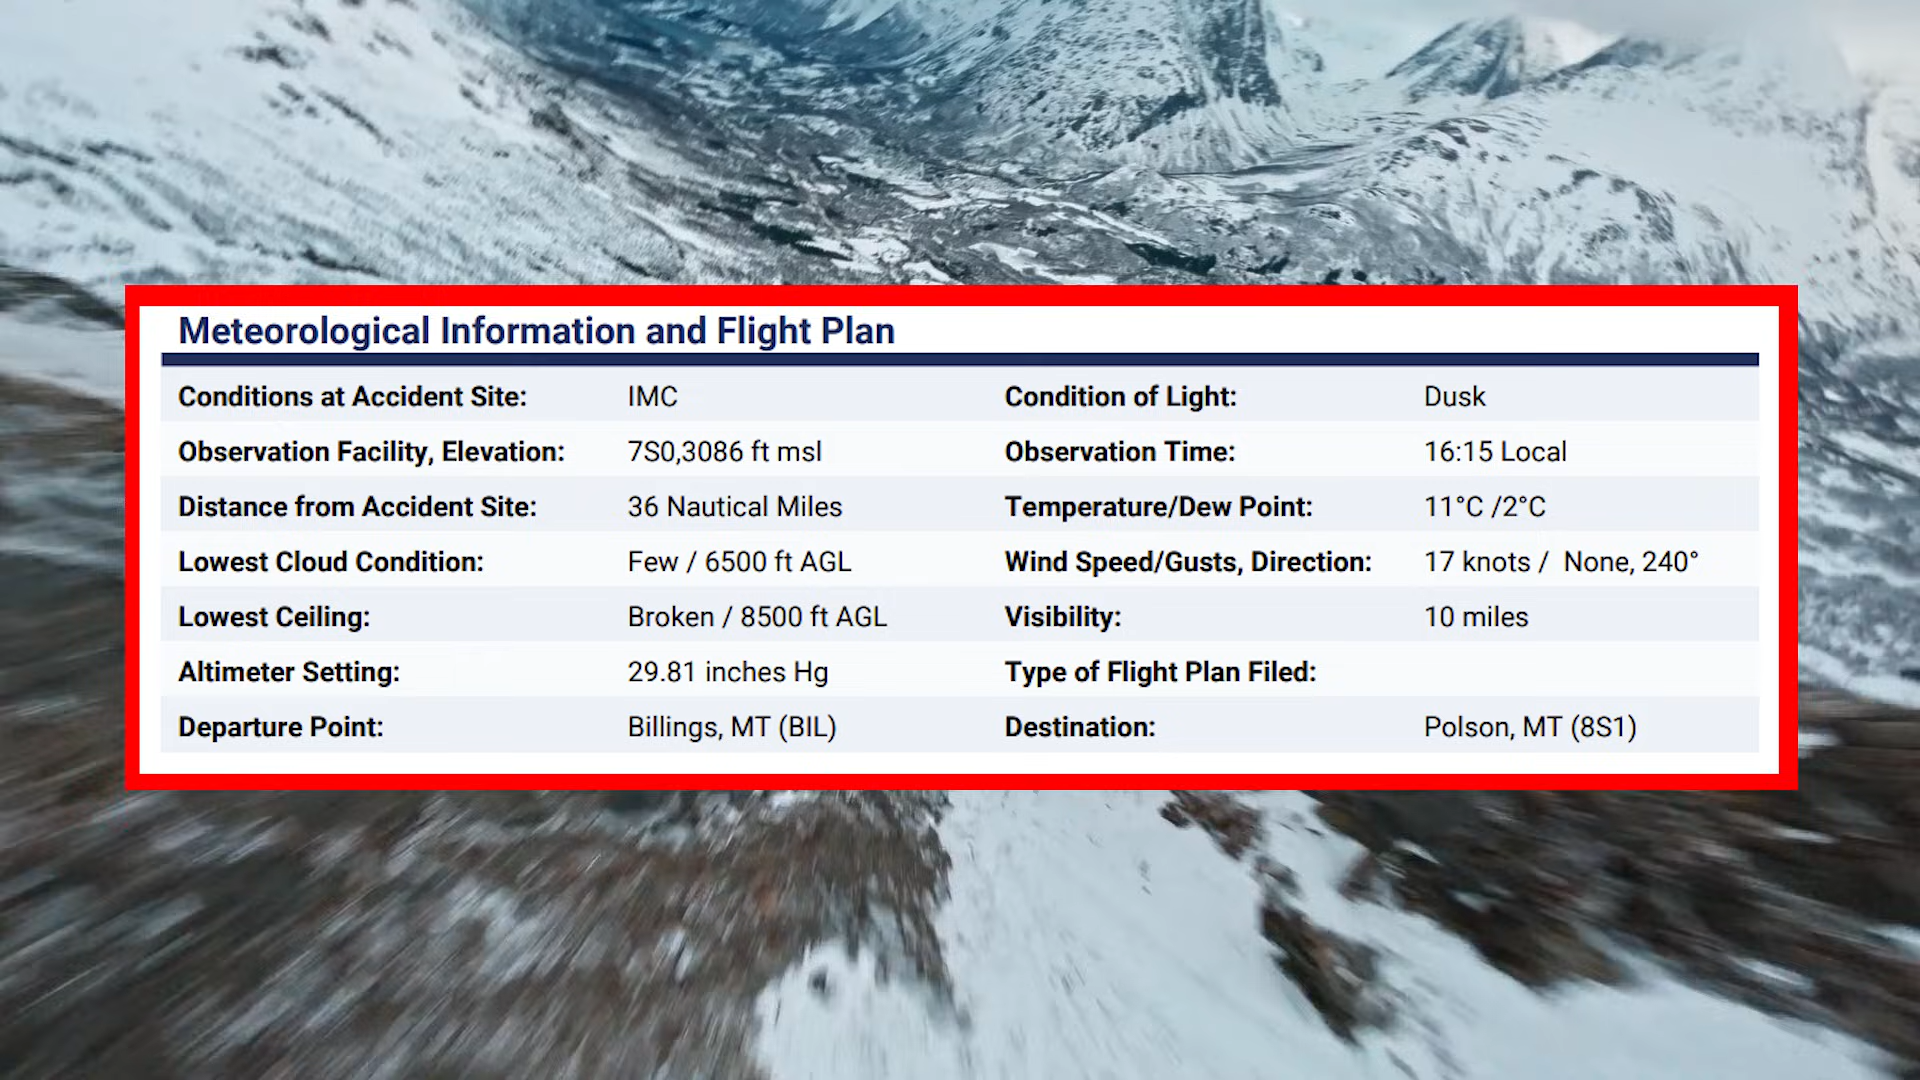 Meteorological Information and Flight Plan
Conditions at Accident Site: IMC Condition of Light: Dusk
Observation Facility, Elevation: 7S0,3086 ft msl Observation Time: 16:15 Local
Distance from Accident Site: 36 Nautical Miles Temperature/Dew Point: 11°C /2°C
Lowest Cloud Condition: Few / 6500 ft AGL Wind Speed/Gusts, Direction: 17 knots / None, 240°
Lowest Ceiling: Broken / 8500 ft AGL Visibility: 10 miles
Altimeter Setting: 29.81 inches Hg Type of Flight Plan Filed:
Departure Point: Billings, MT (BIL) Destination: Polson, MT (8S1)